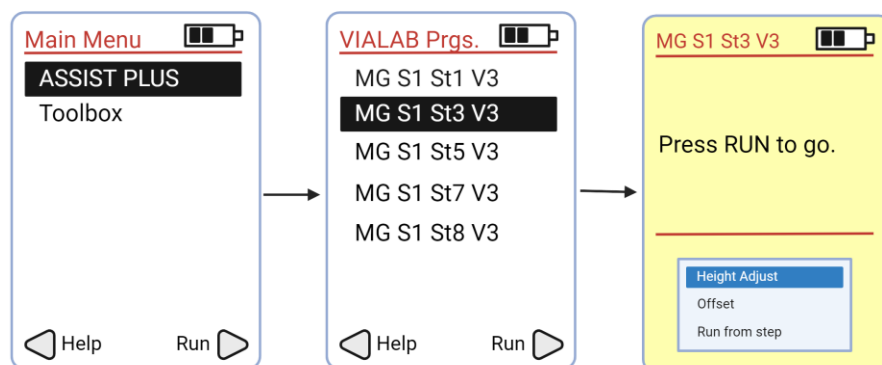 Main Menu
ASSIST PLUS
Toolbox
Help
Run
VIALAB Prgs.
MG S1 St1 V3
MG S1 St3 V3
MG S1 St5 V3
MG S1 St7 V3
MG S1 St8 V3
Help
Run
MG S1 St3 V3
Press RUN to go.
Height Adjust
Offset
Run from step